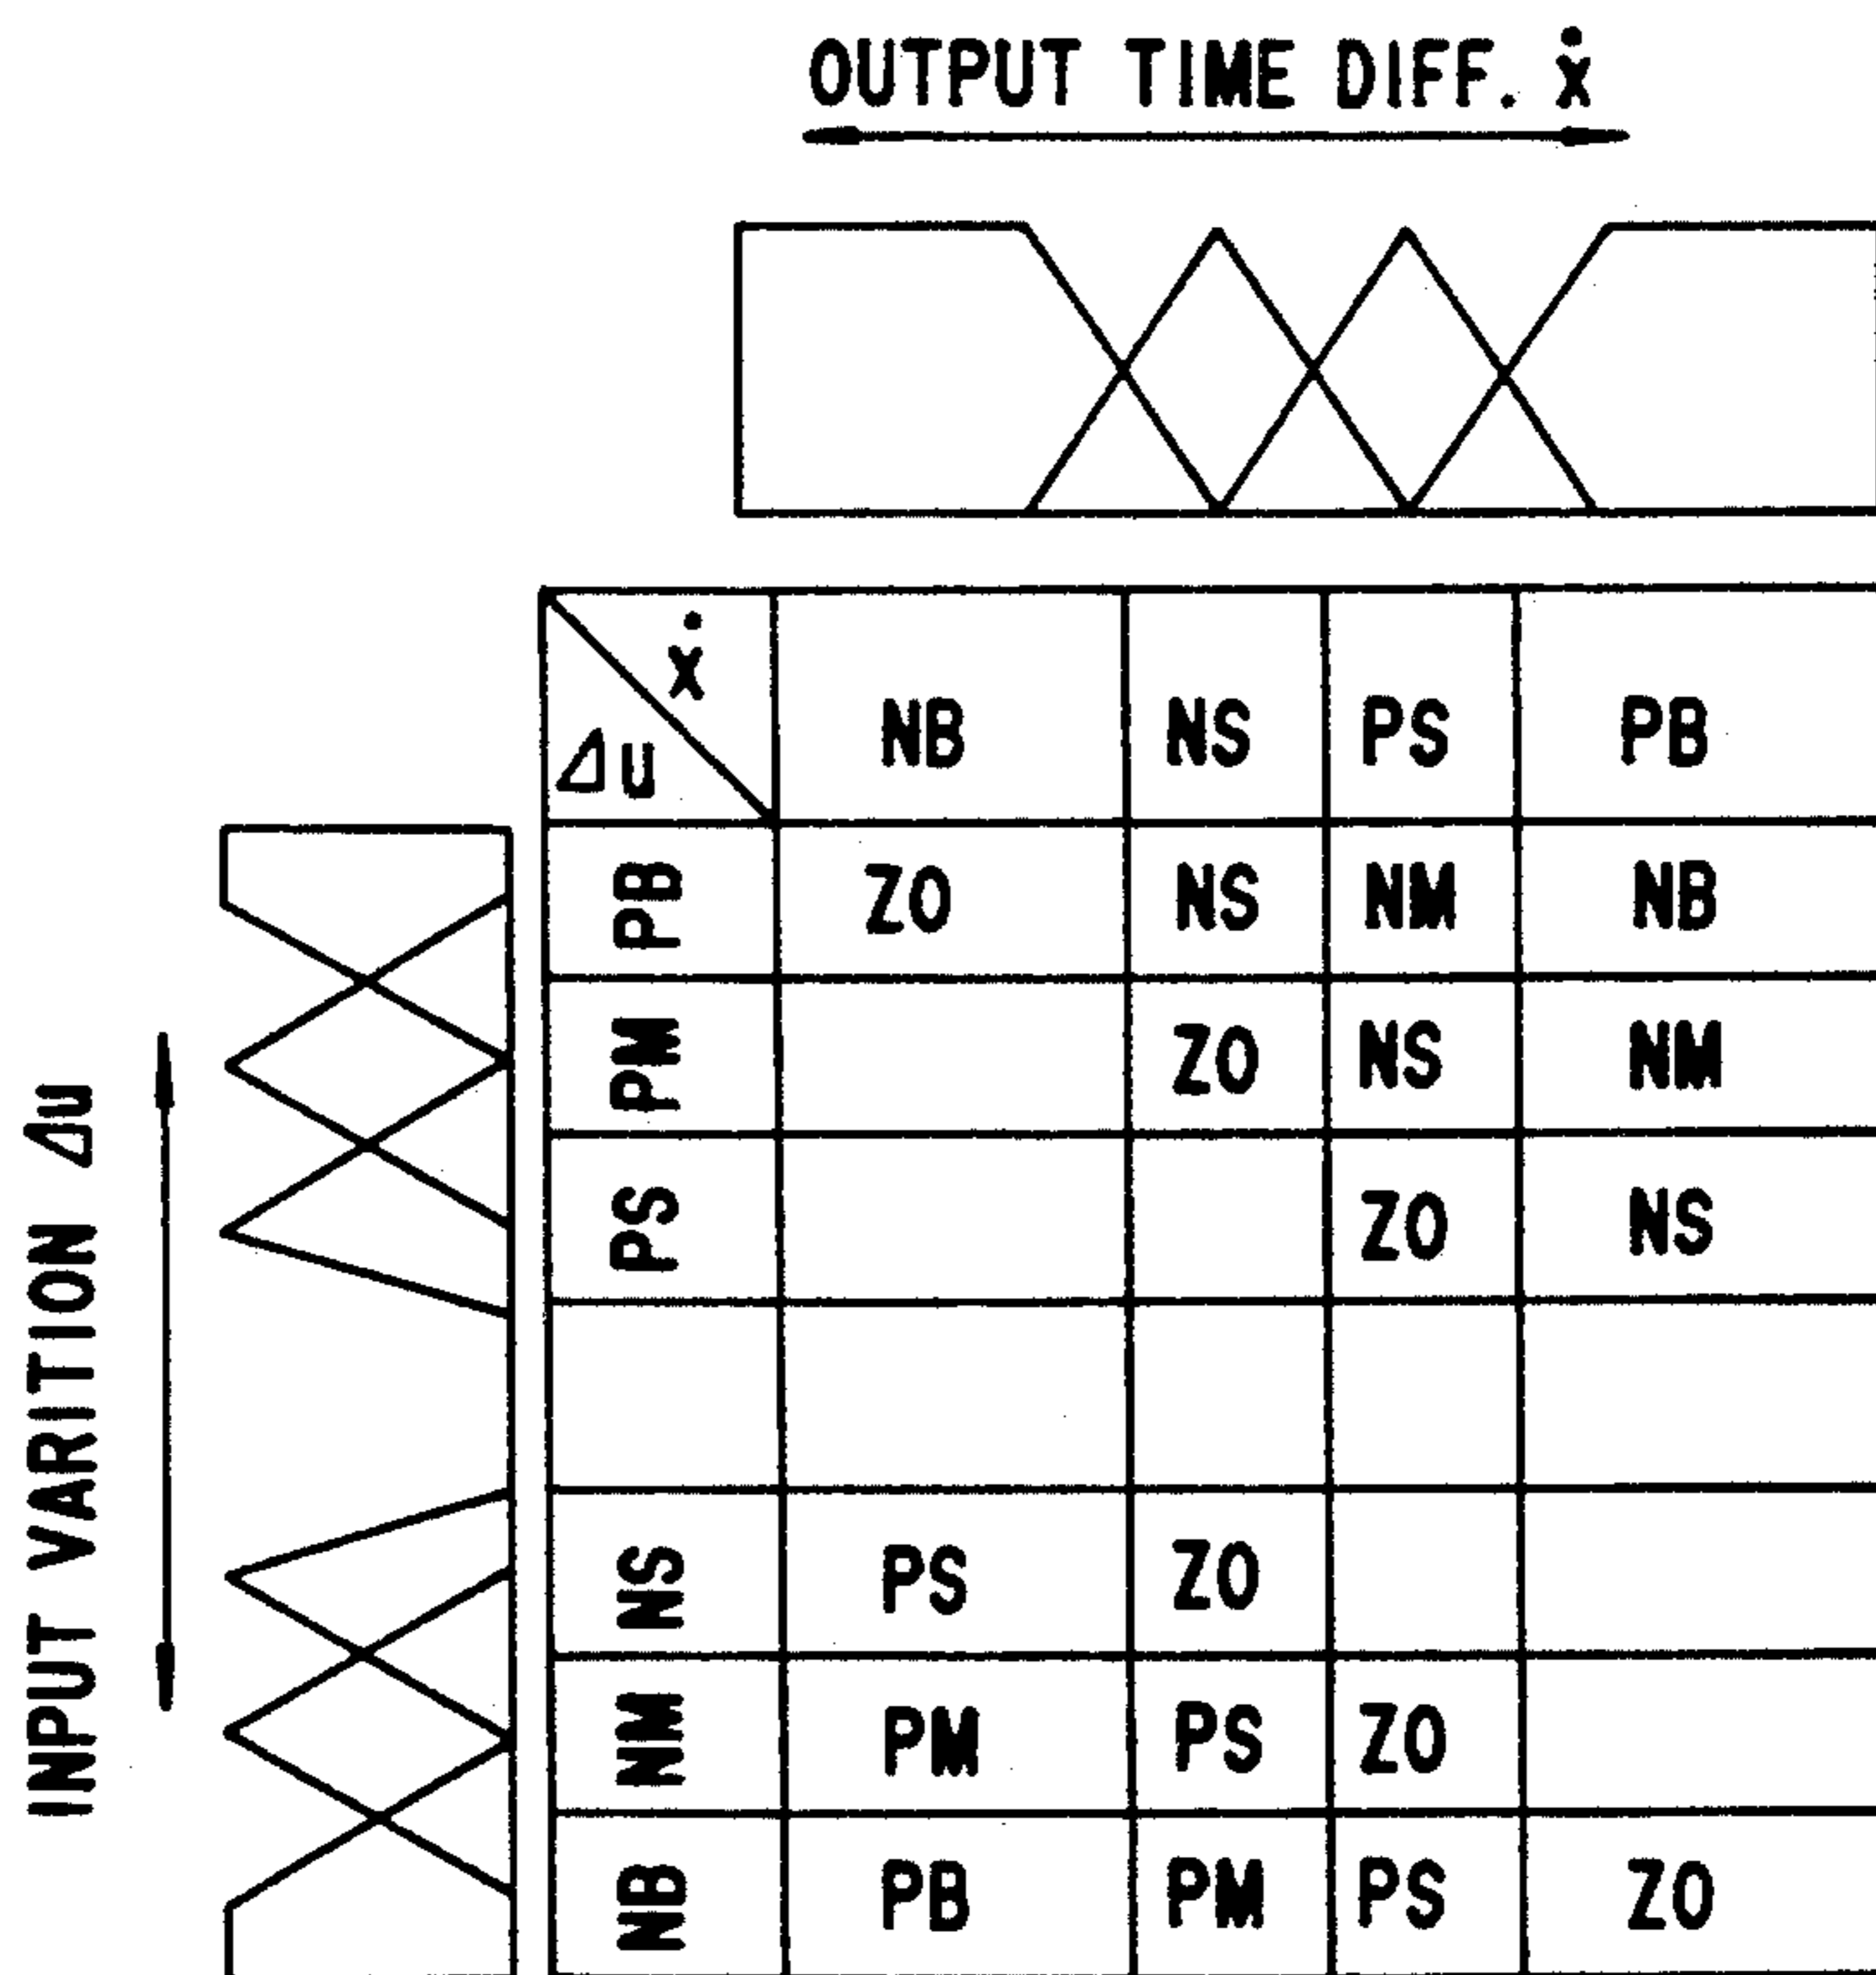 OUTPUT TIME DIFF. ẋ
ẋ
Δu
NB NS PS PB
PB ZO NS NM NB
PM ZO NS NM
PS ZO NS
NS PS ZO
NM PM PS ZO
NB PB PM PS ZO
INPUT VARITION Δu